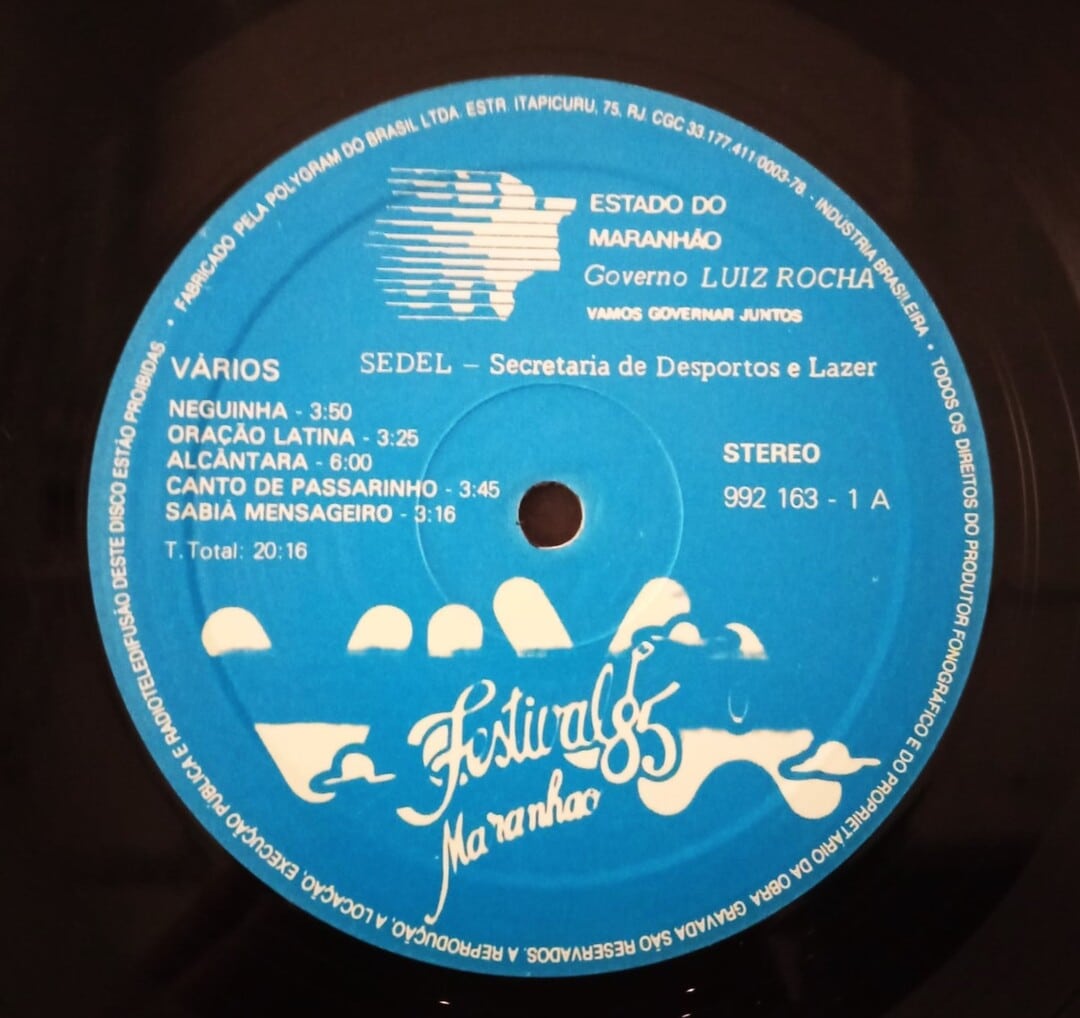 FABRICADO PELA POLYGRAM DO BRASIL LTDA. ESTR. ITAPICURU, 75, RJ. CGC 33.177.411/0003-78 - INDÚSTRIA BRASILEIRA • TODOS OS DIREITOS DO PRODUTOR FONOGRÁFICO E DO PROPRIETÁRIO DA OBRA GRAVADA SÃO RESERVADOS. A REPRODUÇÃO, A LOCAÇÃO, EXECUÇÃO PÚBLICA E RADIOTELEDIFUSÃO DESTE DISCO ESTÃO PROIBIDAS •
ESTADO DO
MARANHÃO
Governo LUIZ ROCHA
VAMOS GOVERNAR JUNTOS
VÁRIOS
SEDEL – Secretaria de Desportos e Lazer
NEGUINHA - 3:50
ORAÇÃO LATINA - 3:25
ALCÂNTARA - 6:00
CANTO DE PASSARINHO - 3:45
SABIÁ MENSAGEIRO - 3:16
T.Total: 20:16
STEREO
992 163 - 1 A
Festival 85
Maranhao